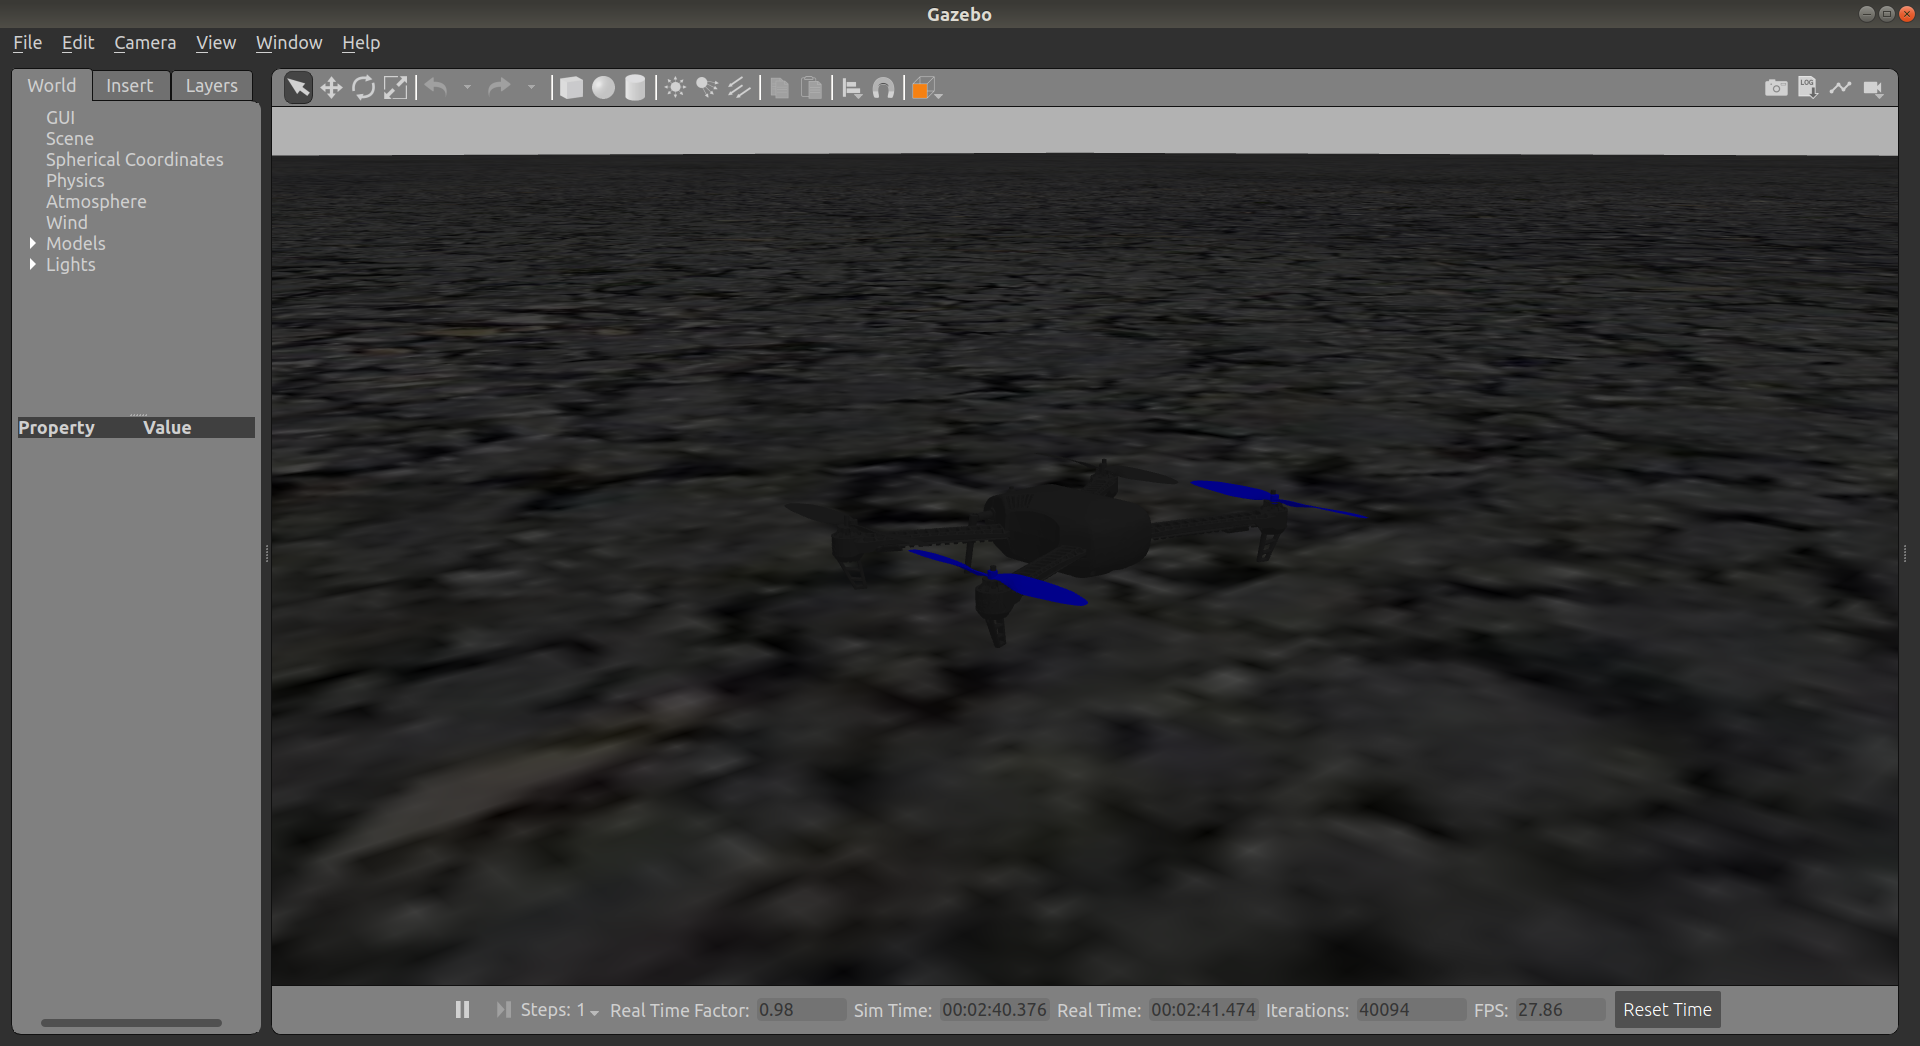 Gazebo
File Edit Camera View Window Help
World Insert Layers
LOG
GUI
Scene
Spherical Coordinates
Physics
Atmosphere
Wind
Models
Lights
Property Value
Steps: 1 Real Time Factor: 0.98 Sim Time: 00:02:40.376 Real Time: 00:02:41.474 Iterations: 40094 FPS: 27.86 Reset Time